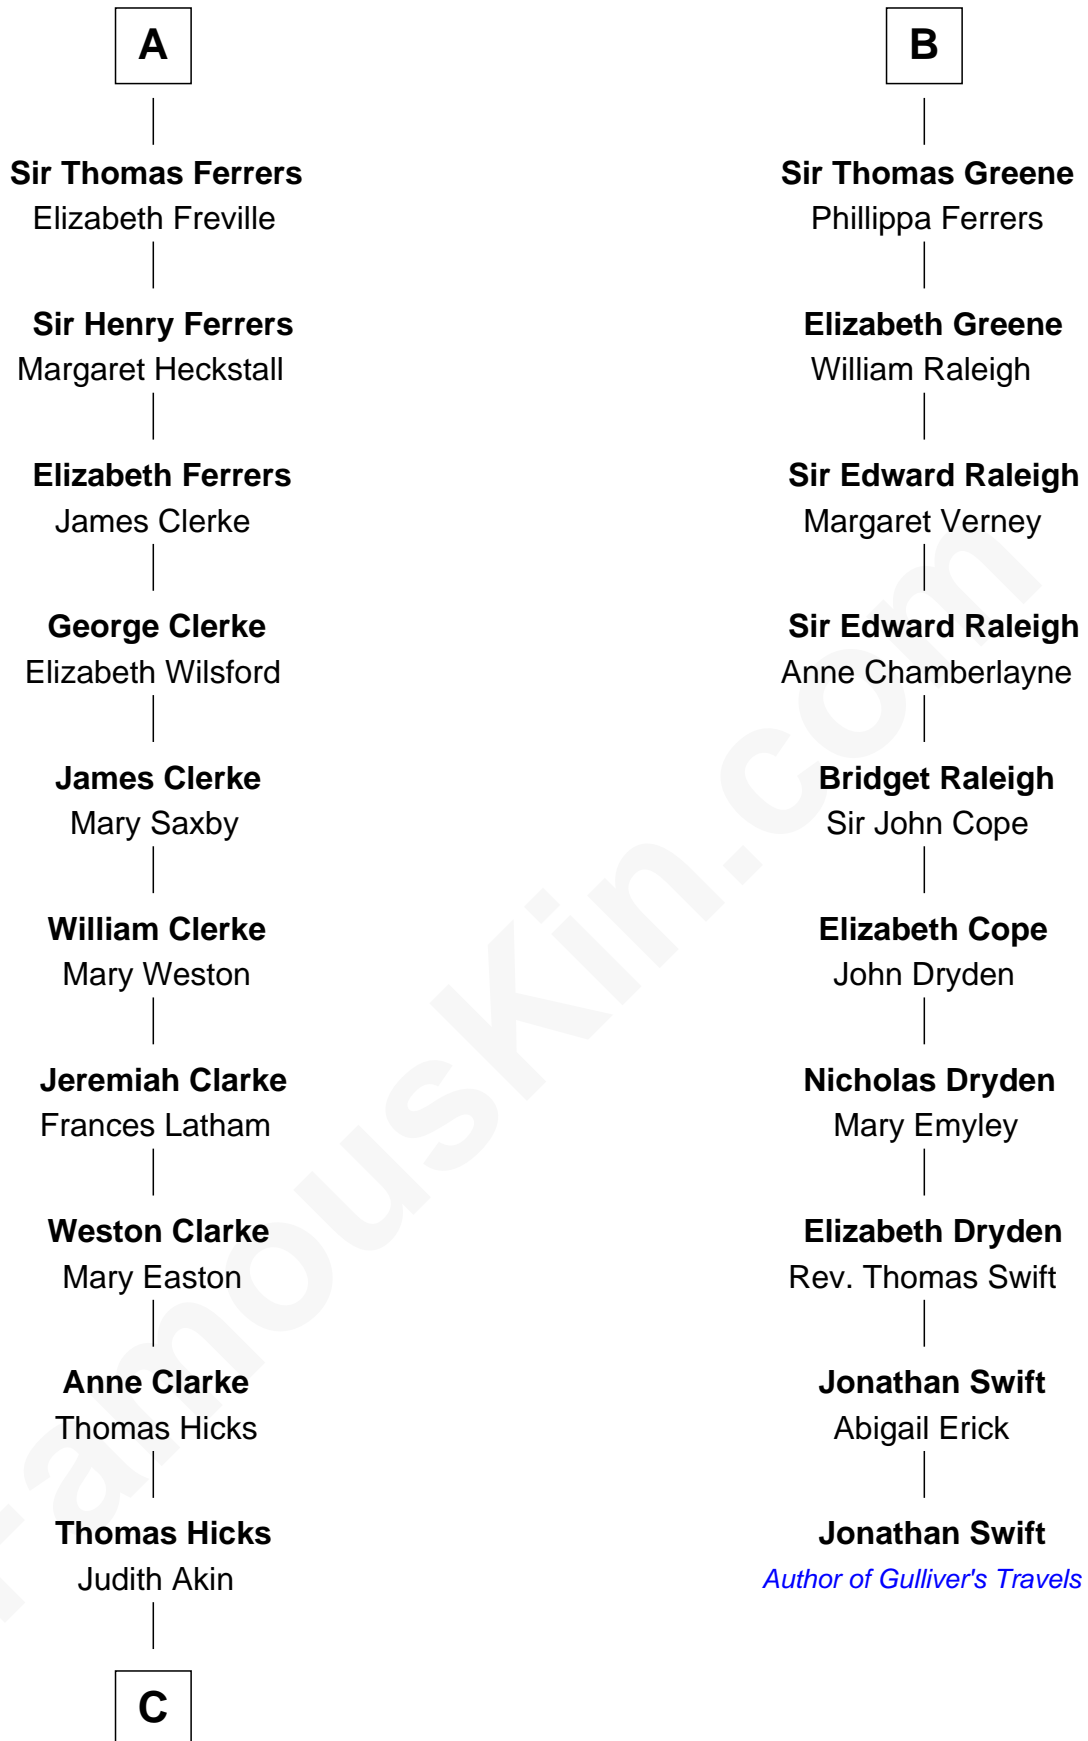 A
Sir Thomas Ferrers
Elizabeth Freville
Sir Henry Ferrers
Margaret Heckstall
Elizabeth Ferrers
James Clerke
George Clerke
Elizabeth Wilsford
James Clerke
Mary Saxby
William Clerke
Mary Weston
Jeremiah Clarke
Frances Latham
Weston Clarke
Mary Easton
Anne Clarke
Thomas Hicks
Thomas Hicks
Judith Akin
C
B
Sir Thomas Greene
Phillippa Ferrers
Elizabeth Greene
William Raleigh
Sir Edward Raleigh
Margaret Verney
Sir Edward Raleigh
Anne Chamberlayne
Bridget Raleigh
Sir John Cope
Elizabeth Cope
John Dryden
Nicholas Dryden
Mary Emyley
Elizabeth Dryden
Rev. Thomas Swift
Jonathan Swift
Abigail Erick
Jonathan Swift
Author of Gulliver's Travels
FamousKin.com